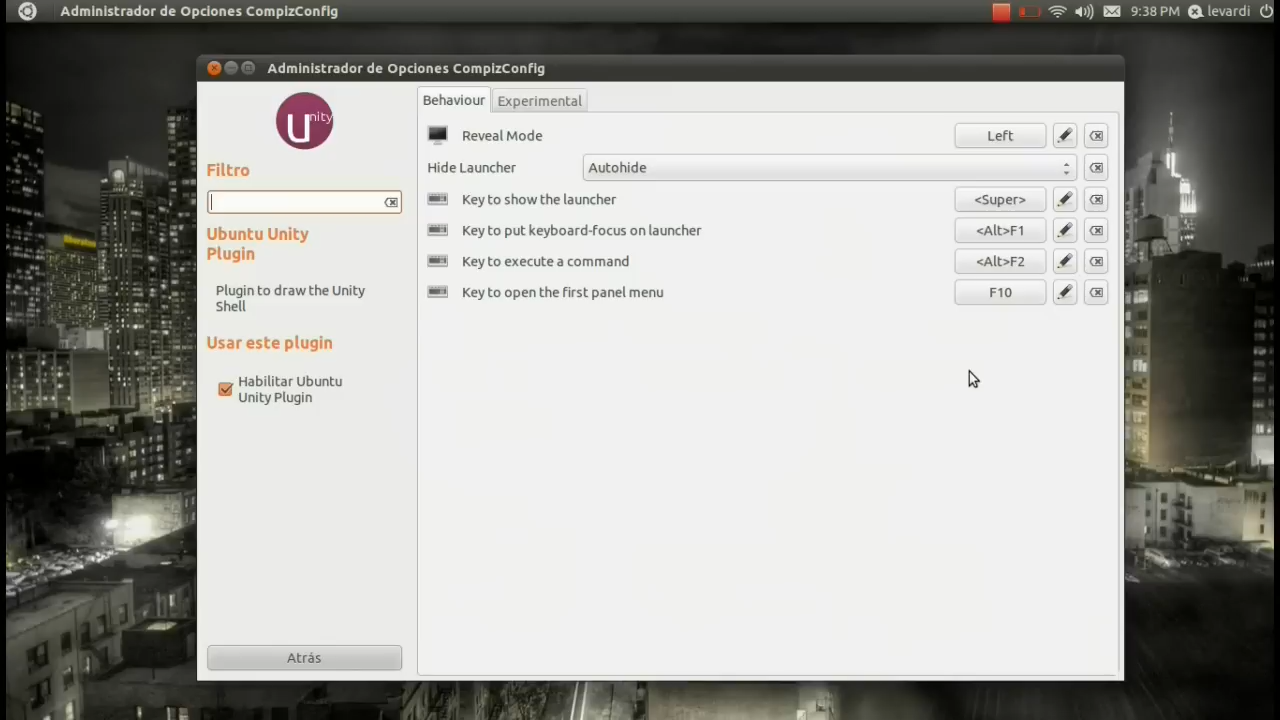 Administrador de Opciones CompizConfig
9:38 PM levardi
Administrador de Opciones CompizConfig
Unity
Filtro
Ubuntu Unity
Plugin
Plugin to draw the Unity
Shell
Usar este plugin
Habilitar Ubuntu
Unity Plugin
Atrás
Behaviour Experimental
Reveal Mode Left
Hide Launcher Autohide
Key to show the launcher <Super>
Key to put keyboard-focus on launcher <Alt>F1
Key to execute a command <Alt>F2
Key to open the first panel menu F10